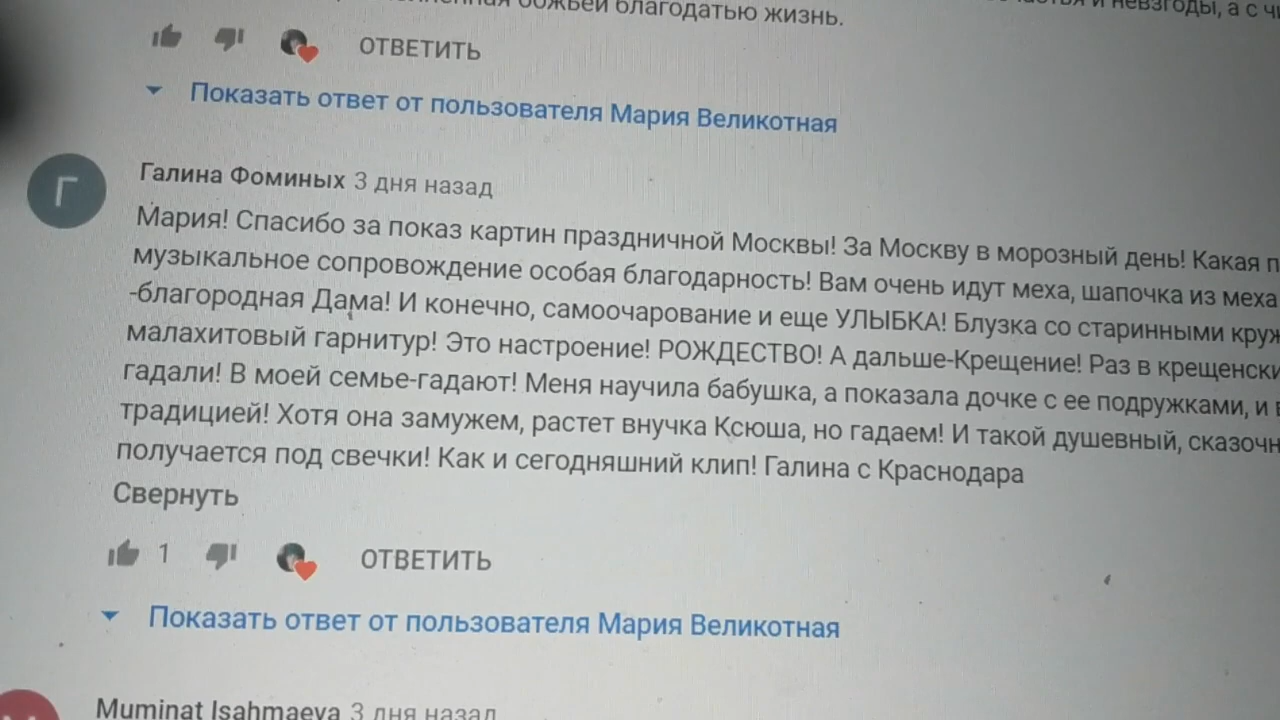 божьей благодатью жизнь.
и невзгоды, а с
ОТВЕТИТЬ
Показать ответ от пользователя Мария Великотная
Г
Галина Фоминых 3 дня назад
Мария! Спасибо за показ картин праздничной Москвы! За Москву в морозный день! Какая
музыкальное сопровождение особая благодарность! Вам очень идут меха, шапочка из меха
-благородная Дама! И конечно, самоочарование и еще УЛЫБКА! Блузка со старинными
малахитовый гарнитур! Это настроение! РОЖДЕСТВО! А дальше-Крещение! Раз в
гадали! В моей семье-гадают! Меня научила бабушка, а показала дочке с ее подружками, и
традицией! Хотя она замужем, растет внучка Ксюша, но гадаем! И такой душевный,
получается под свечки! Как и сегодняшний клип! Галина с Краснодара
Свернуть
1
ОТВЕТИТЬ
Показать ответ от пользователя Мария Великотная
Muminat Isahmaeva 3 дня назад